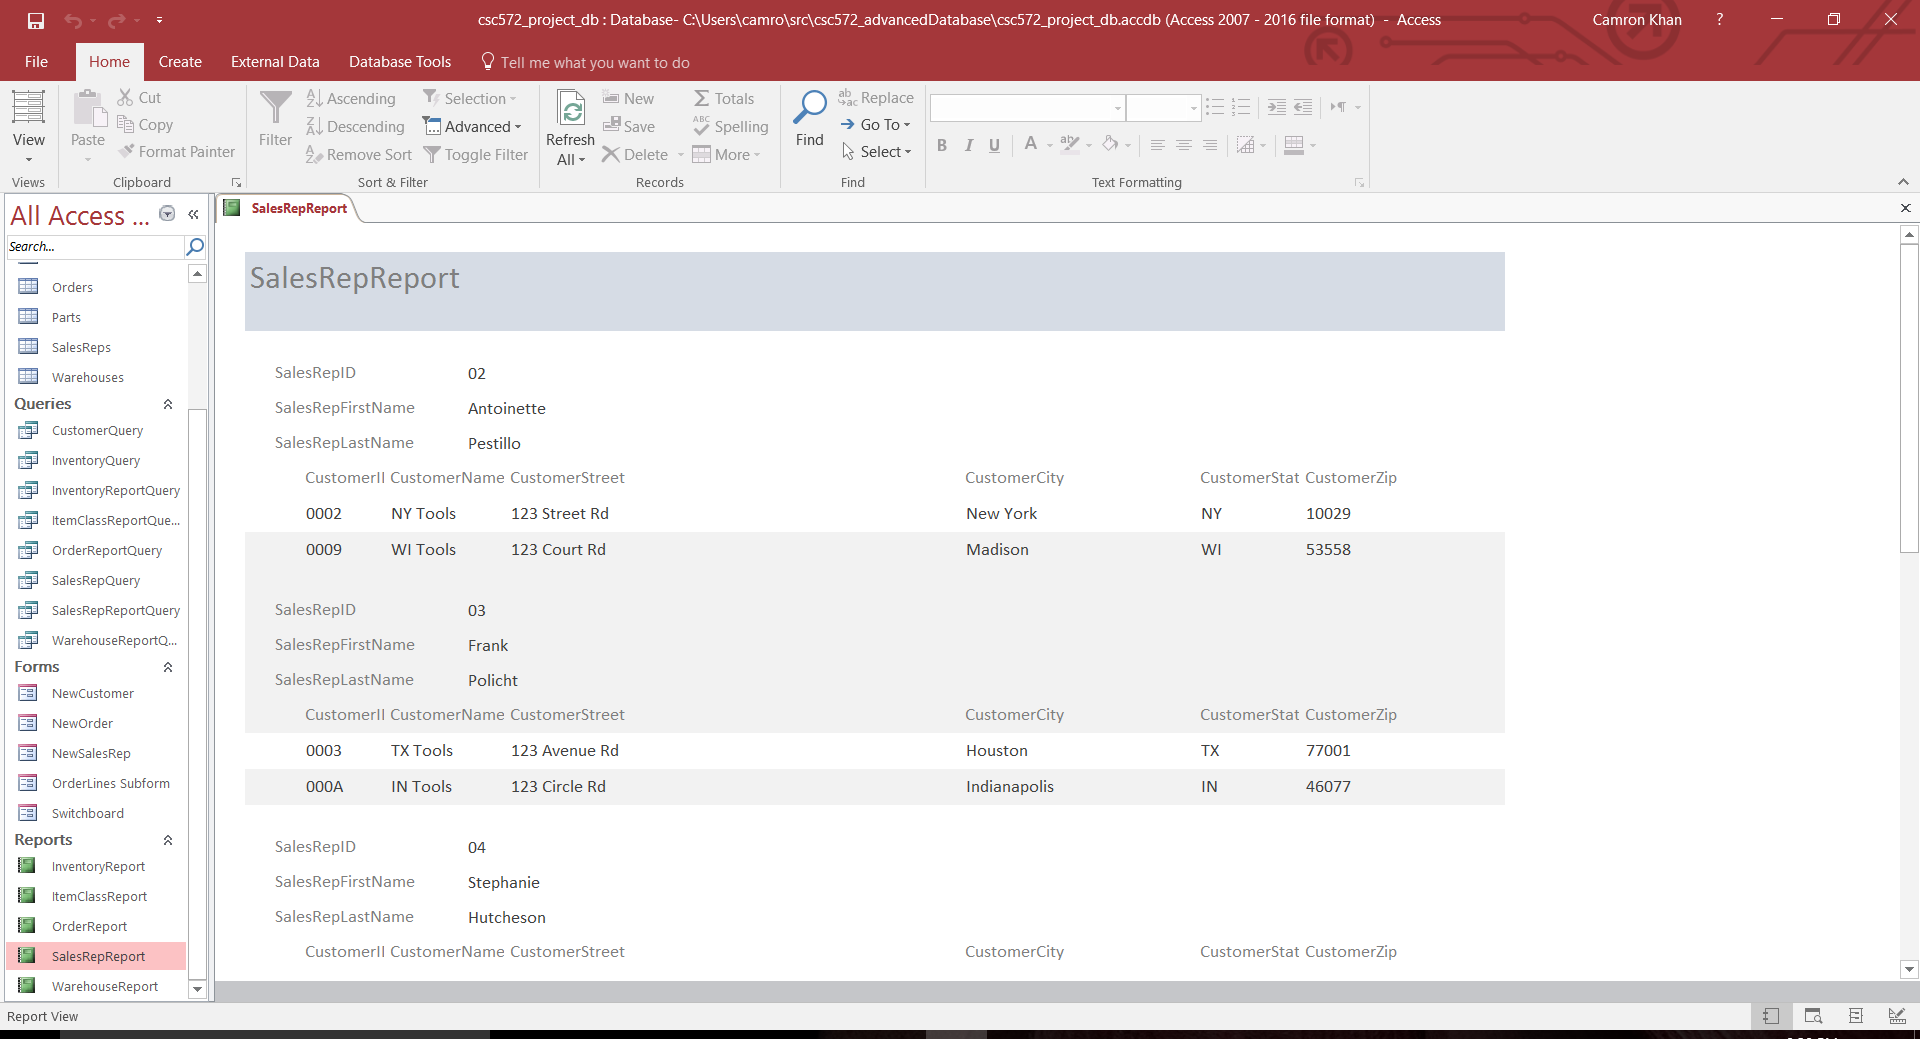 csc572_project_db : Database- C:\Users\camro\src\csc572_advancedDatabase\csc572_project_db.accdb (Access 2007 - 2016 file format) - Access
Camron Khan
?
File
Home
Create
External Data
Database Tools
Tell me what you want to do
View
Views
Paste
Cut
Copy
Format Painter
Clipboard
Filter
Ascending
Descending
Remove Sort
Selection
Advanced
Toggle Filter
Sort & Filter
Refresh
All
New
Save
Delete
Totals
Spelling
More
Records
Find
Replace
Go To
Select
Find
B I U A
Text Formatting
All Access ...
Search...
Orders
Parts
SalesReps
Warehouses
Queries
CustomerQuery
InventoryQuery
InventoryReportQuery
ItemClassReportQue...
OrderReportQuery
SalesRepQuery
SalesRepReportQuery
WarehouseReportQ...
Forms
NewCustomer
NewOrder
NewSalesRep
OrderLines Subform
Switchboard
Reports
InventoryReport
ItemClassReport
OrderReport
SalesRepReport
WarehouseReport
SalesRepReport
SalesRepReport
SalesRepID 02
SalesRepFirstName Antoinette
SalesRepLastName Pestillo
CustomerII CustomerName CustomerStreet CustomerCity CustomerStat CustomerZip
0002 NY Tools 123 Street Rd New York NY 10029
0009 WI Tools 123 Court Rd Madison WI 53558
SalesRepID 03
SalesRepFirstName Frank
SalesRepLastName Policht
CustomerII CustomerName CustomerStreet CustomerCity CustomerStat CustomerZip
0003 TX Tools 123 Avenue Rd Houston TX 77001
000A IN Tools 123 Circle Rd Indianapolis IN 46077
SalesRepID 04
SalesRepFirstName Stephanie
SalesRepLastName Hutcheson
CustomerII CustomerName CustomerStreet CustomerCity CustomerStat CustomerZip
Report View